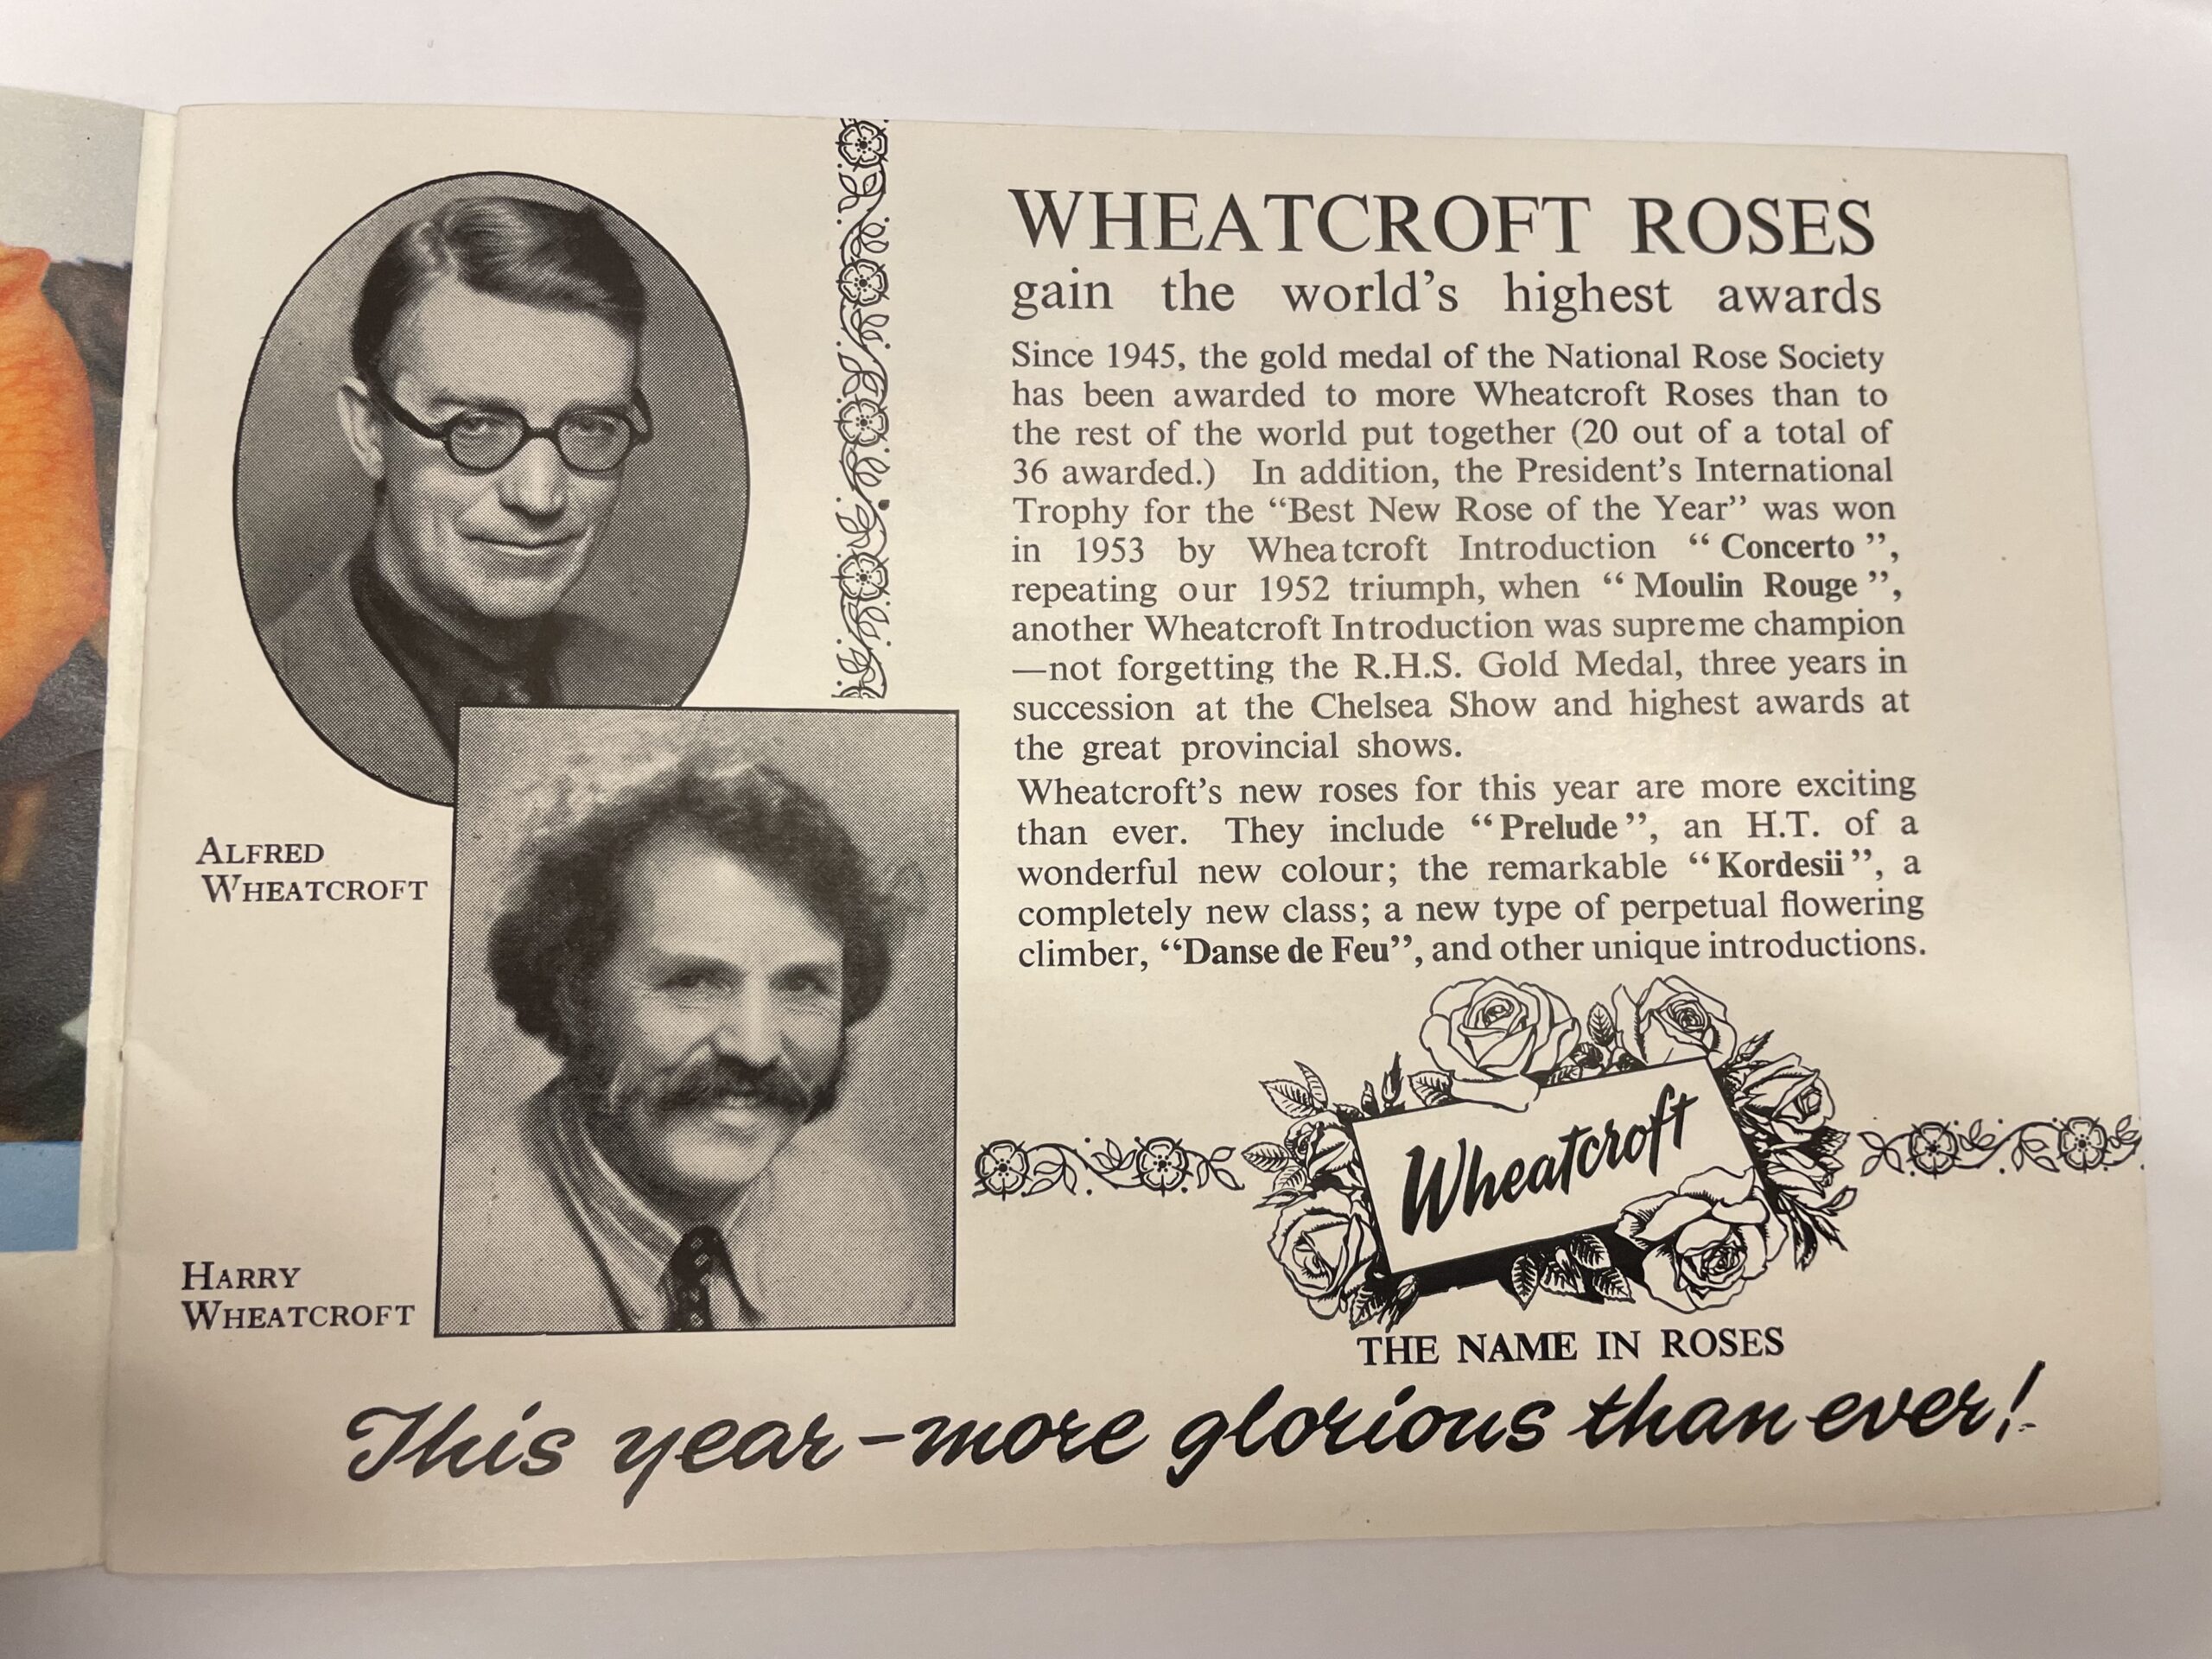 WHEATCROFT ROSES
gain the world's highest awards
Since 1945, the gold medal of the National Rose Society
has been awarded to more Wheatcroft Roses than to
the rest of the world put together (20 out of a total of
36 awarded.) In addition, the President's International
Trophy for the “Best New Rose of the Year” was won
in 1953 by Wheatcroft Introduction “Concerto”,
repeating our 1952 triumph, when “Moulin Rouge”,
another Wheatcroft Introduction was supreme champion
—not forgetting the R.H.S. Gold Medal, three years in
succession at the Chelsea Show and highest awards at
the great provincial shows.
Wheatcroft's new roses for this year are more exciting
than ever. They include “Prelude”, an H.T. of a
wonderful new colour; the remarkable “Kordesii”, a
completely new class; a new type of perpetual flowering
climber, “Danse de Feu”, and other unique introductions.
ALFRED
WHEATCROFT
HARRY
WHEATCROFT
Wheatcroft
THE NAME IN ROSES
This year – more glorious than ever!